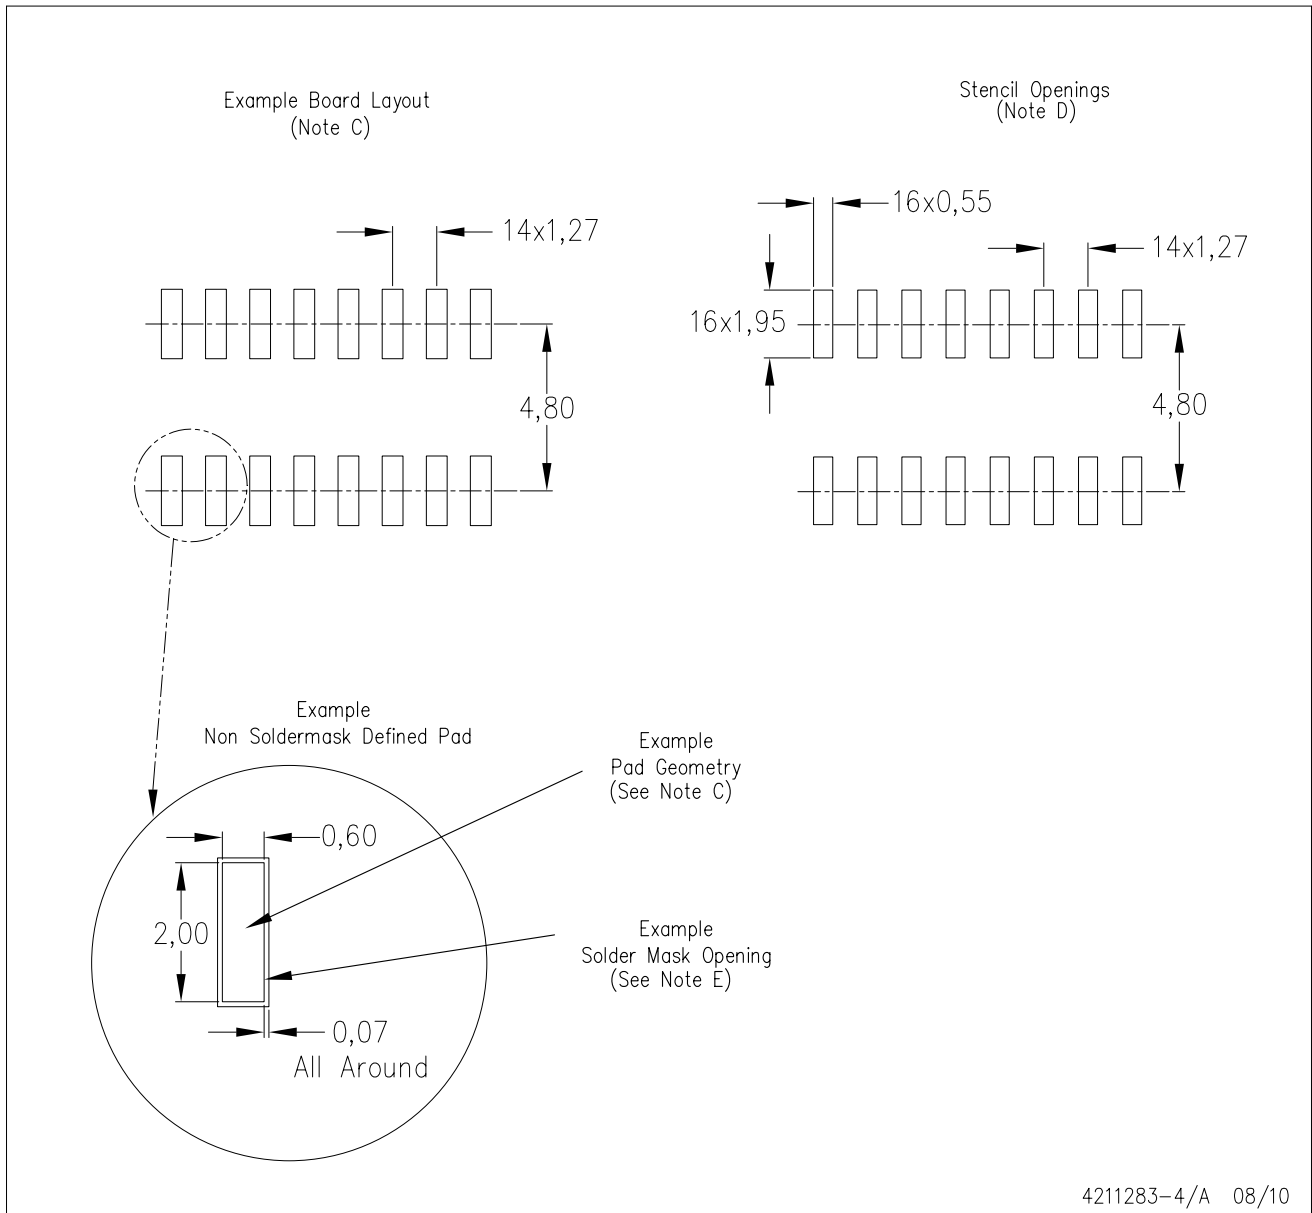 Example Board Layout
(Note C)
Stencil Openings
(Note D)
14x1,27
4,80
16x0,55
14x1,27
16x1,95
4,80
Example
Non Soldermask Defined Pad
Example
Pad Geometry
(See Note C)
0,60
2,00
Example
Solder Mask Opening
(See Note E)
0,07
All Around
4211283-4/A 08/10